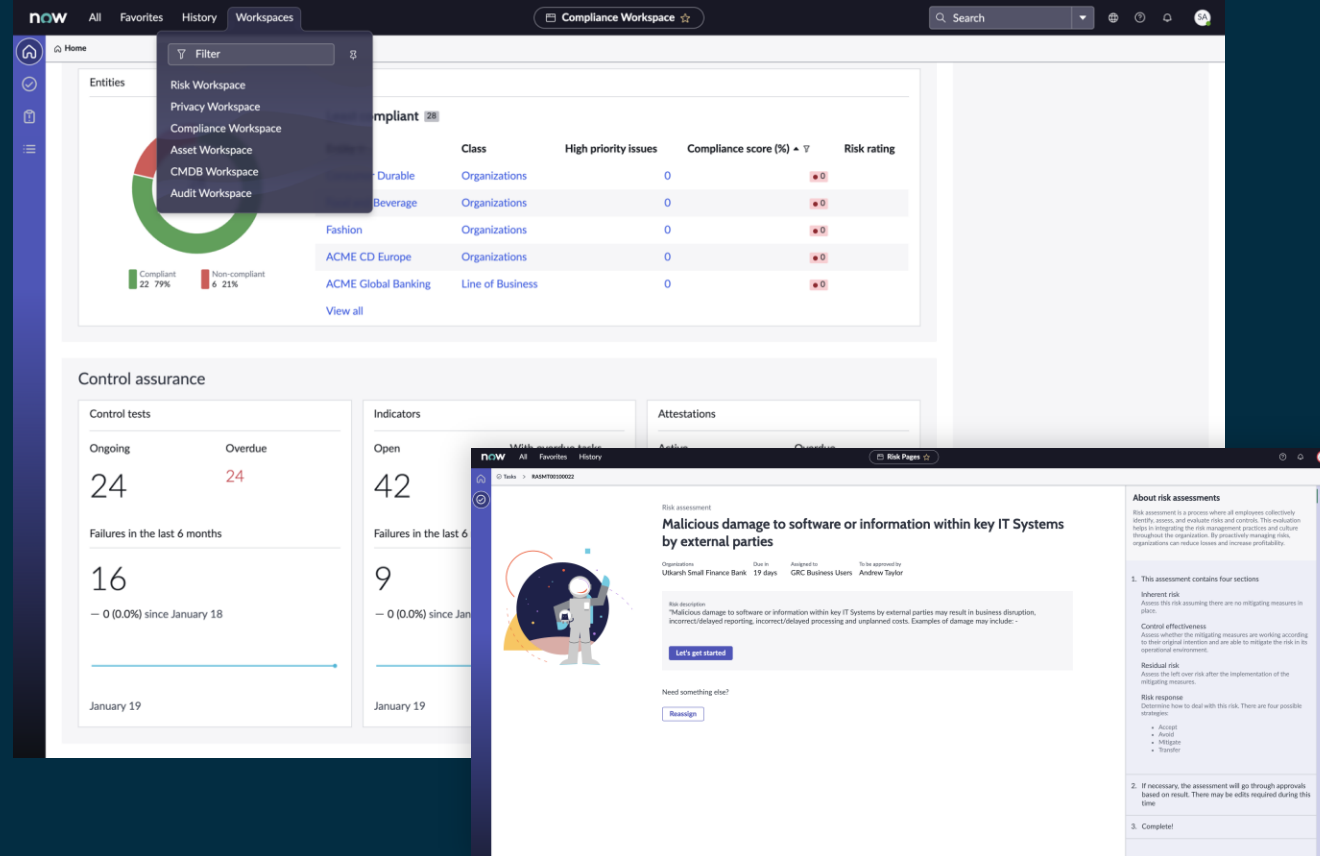 now All Favorites History Workspaces Compliance Workspace Search SA
Home
Filter
Risk Workspace
Privacy Workspace
Compliance Workspace
Asset Workspace
CMDB Workspace
Audit Workspace
Entities
Compliant
22 79%
Non-compliant
6 21%
28
Class High priority issues Compliance score (%) Risk rating
Durable Organizations 0 0
Beverage Organizations 0 0
Fashion Organizations 0 0
ACME CD Europe Organizations 0 0
ACME Global Banking Line of Business 0 0
View all
Control assurance
Control tests
Ongoing Overdue
24 24
Failures in the last 6 months
16
— 0 (0.0%) since January 18
January 19
Indicators
Open With overdue tasks
42
Failures in the last 6
9
— 0 (0.0%) since Jan
January 19
Attestations
Active Overdue
now All Favorites History Risk Pages
Tasks > RASMT00100022
Risk assessment
Malicious damage to software or information within key IT Systems
by external parties
Organizations Due in Assigned to To be approved by
Utkarsh Small Finance Bank 19 days GRC Business Users Andrew Taylor
Risk description
"Malicious damage to software or information within key IT Systems by external parties may result in business disruption,
incorrect/delayed reporting, incorrect/delayed processing and unplanned costs. Examples of damage may include: -
Let's get started
Need something else?
Reassign
About risk assessments
Risk assessment is a process where all employees collectively
identify, assess, and evaluate risks and controls. This evaluation
helps in integrating the risk management practices and culture
throughout the organization. By proactively managing risks,
organizations can reduce losses and increase profitability.
1. This assessment contains four sections
Inherent risk
Assess this risk assuming there are no mitigating measures in
place.
Control effectiveness
Assess whether the mitigating measures are working according
to their original intention and are able to mitigate the risk in its
operational environment.
Residual risk
Assess the left over risk after the implementation of the
mitigating measures.
Risk response
Determine how to deal with this risk. There are four possible
strategies:
• Accept
• Avoid
• Mitigate
• Transfer
2. If necessary, the assessment will go through approvals
based on result. There may be edits required during this
time
3. Complete!